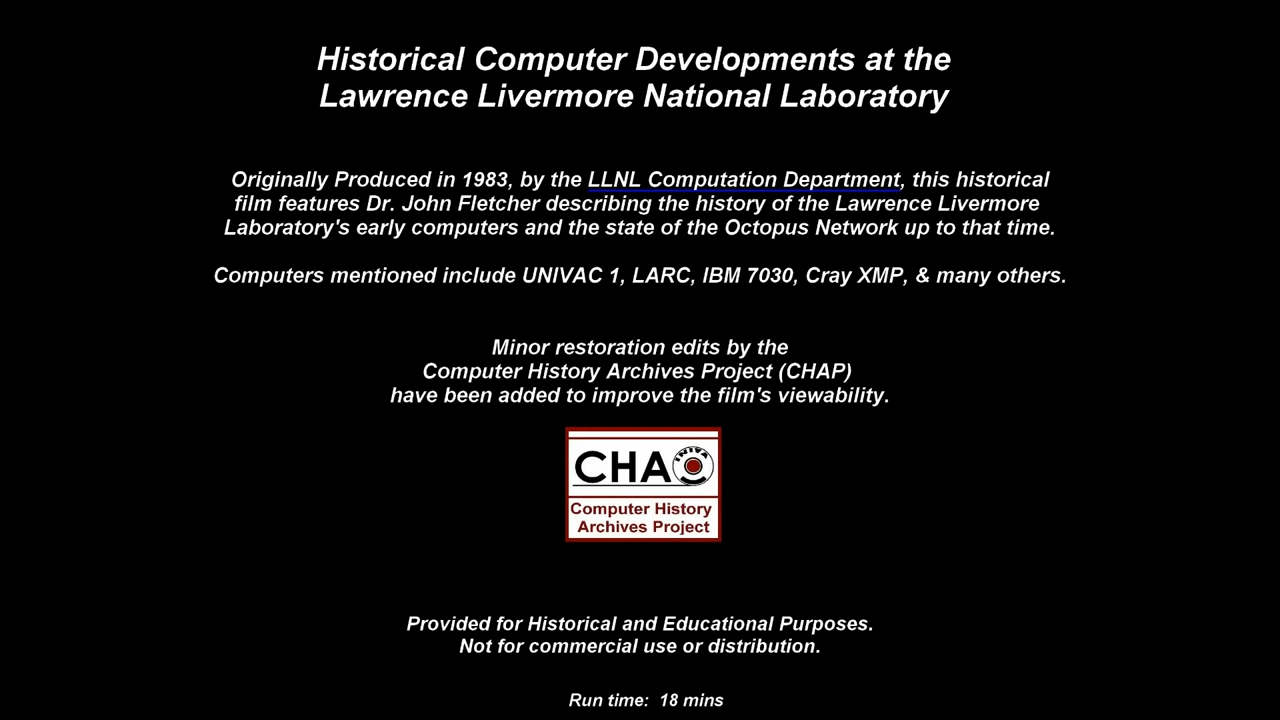 Historical Computer Developments at the
Lawrence Livermore National Laboratory
Originally Produced in 1983, by the LLNL Computation Department, this historical
film features Dr. John Fletcher describing the history of the Lawrence Livermore
Laboratory's early computers and the state of the Octopus Network up to that time.
Computers mentioned include UNIVAC 1, LARC, IBM 7030, Cray XMP, & many others.
Minor restoration edits by the
Computer History Archives Project (CHAP)
have been added to improve the film's viewability.
CHA
Computer History
Archives Project
Provided for Historical and Educational Purposes.
Not for commercial use or distribution.
Run time:  18 mins